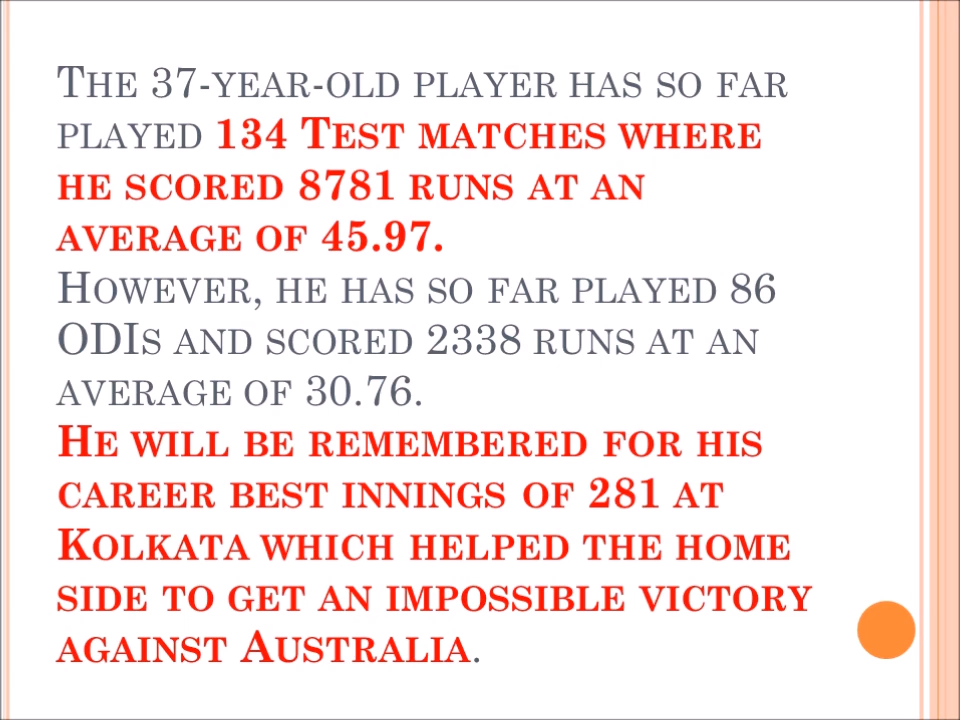 The 37-year-old player has so far
played 134 Test matches where
he scored 8781 runs at an
average of 45.97.
However, he has so far played 86
ODIs and scored 2338 runs at an
average of 30.76.
He will be remembered for his
career best innings of 281 at
Kolkata which helped the home
side to get an impossible victory
against Australia.